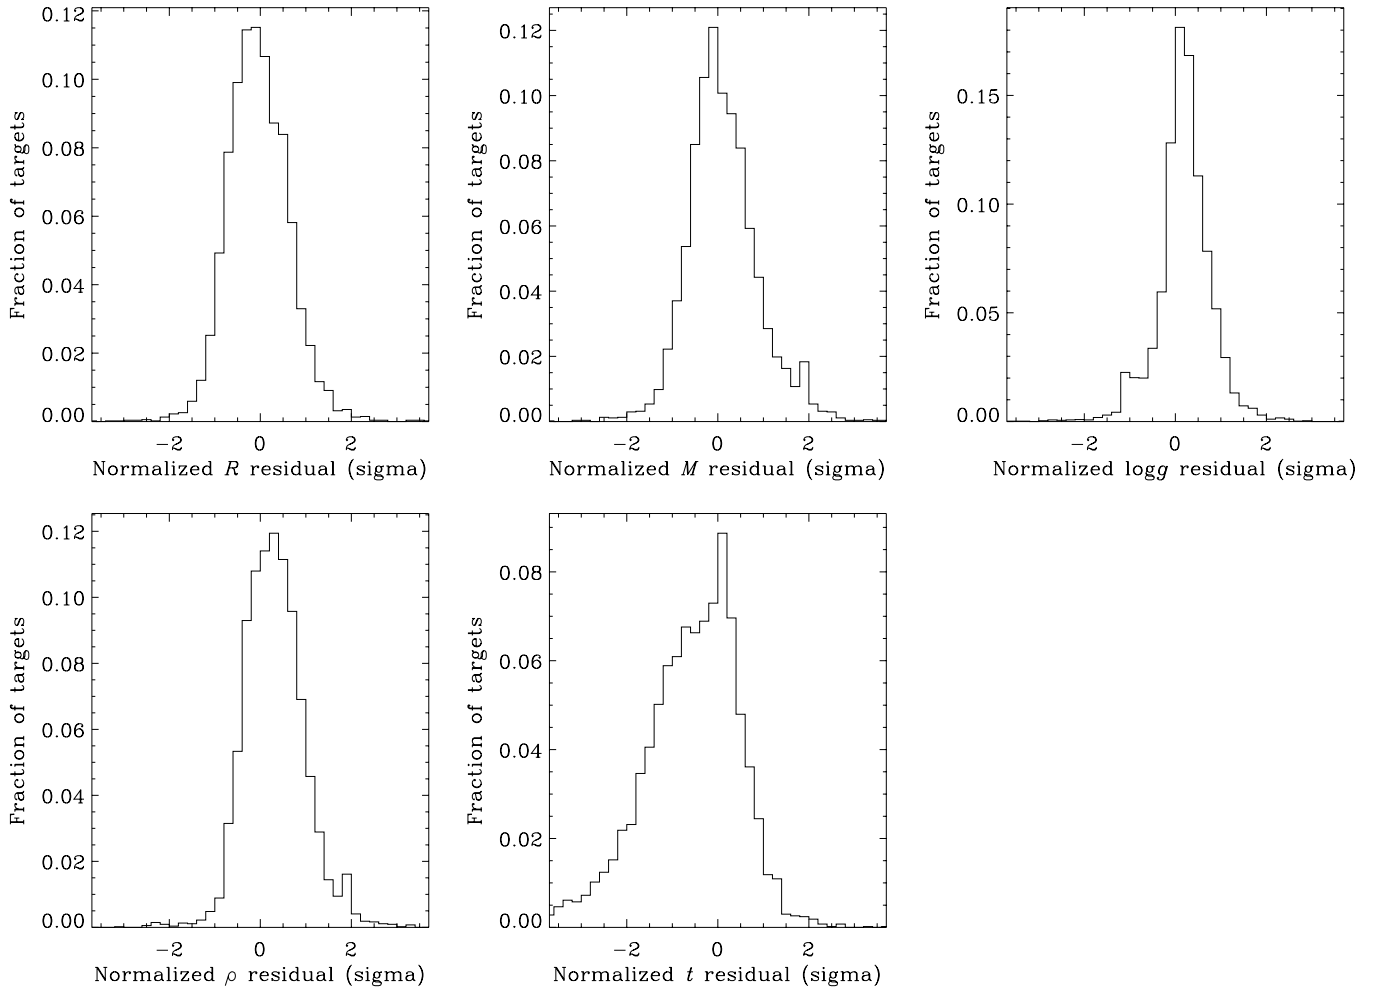 0.12
0.10
0.08
0.06
0.04
0.02
0.00
Fraction of targets
-2 0 2
Normalized R residual (sigma)
0.12
0.10
0.08
0.06
0.04
0.02
0.00
Fraction of targets
-2 0 2
Normalized M residual (sigma)
0.15
0.10
0.05
0.00
Fraction of targets
-2 0 2
Normalized logg residual (sigma)
0.12
0.10
0.08
0.06
0.04
0.02
0.00
Fraction of targets
-2 0 2
Normalized ρ residual (sigma)
0.08
0.06
0.04
0.02
0.00
Fraction of targets
-2 0 2
Normalized t residual (sigma)